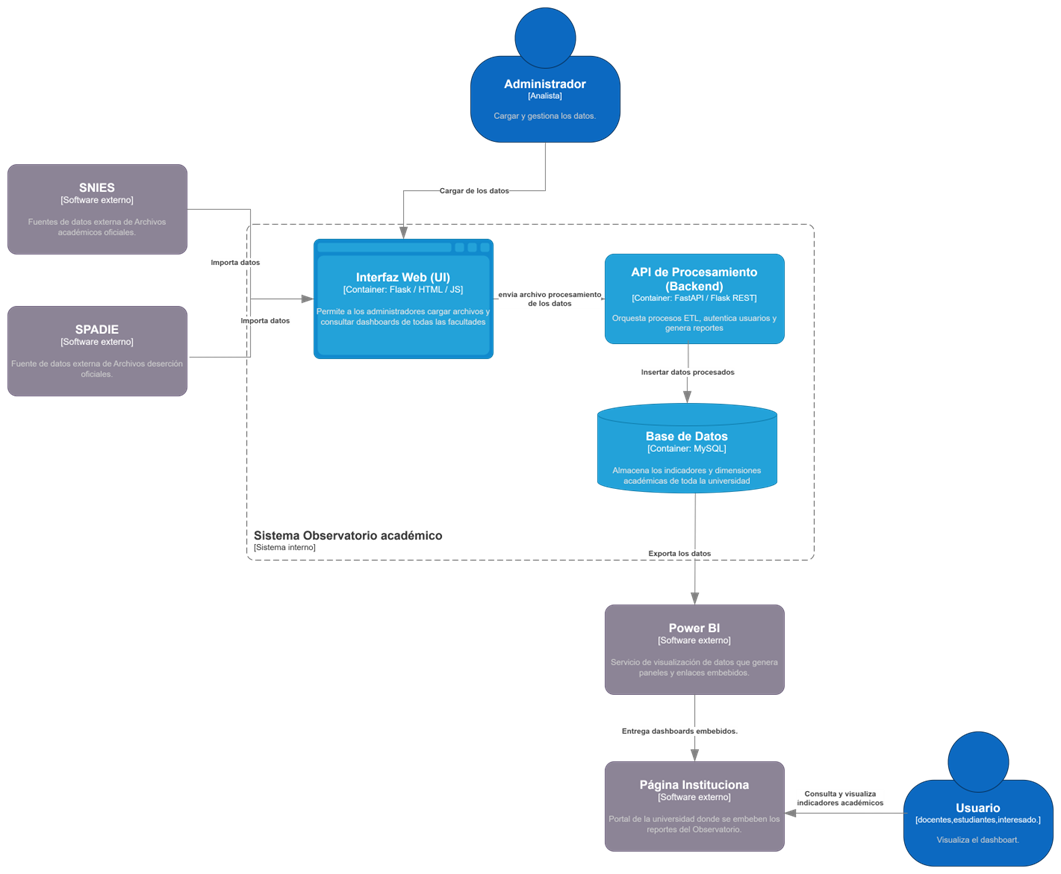 Administrador
[Analista]
Cargar y gestiona los datos.
Cargar de los datos
SNIES
[Software externo]
Fuentes de datos externa de Archivos
académicos oficiales.
Importa datos
Importa datos
SPADIE
[Software externo]
Fuente de datos externa de Archivos deserción
oficiales.
Interfaz Web (UI)
[Container: Flask / HTML / JS]
Permite a los administradores cargar archivos y
consultar dashboards de todas las facultades
envia archivo procesamiento
de los datos
API de Procesamiento
(Backend)
[Container: FastAPI / Flask REST]
Orquesta procesos ETL, autentica usuarios y
genera reportes
Insertar datos procesados
Base de Datos
[Container: MySQL]
Almacena los indicadores y dimensiones
académicas de toda la universidad
Sistema Observatorio académico
[Sistema interno]
Exporta los datos
Power BI
[Software externo]
Servicio de visualización de datos que genera
paneles y enlaces embebidos.
Entrega dashboards embebidos.
Página Instituciona
[Software externo]
Portal de la universidad donde se embeben los
reportes del Observatorio.
Consulta y visualiza
indicadores académicos
Usuario
[docentes,estudiantes,interesado.]
Visualiza el dashboart.